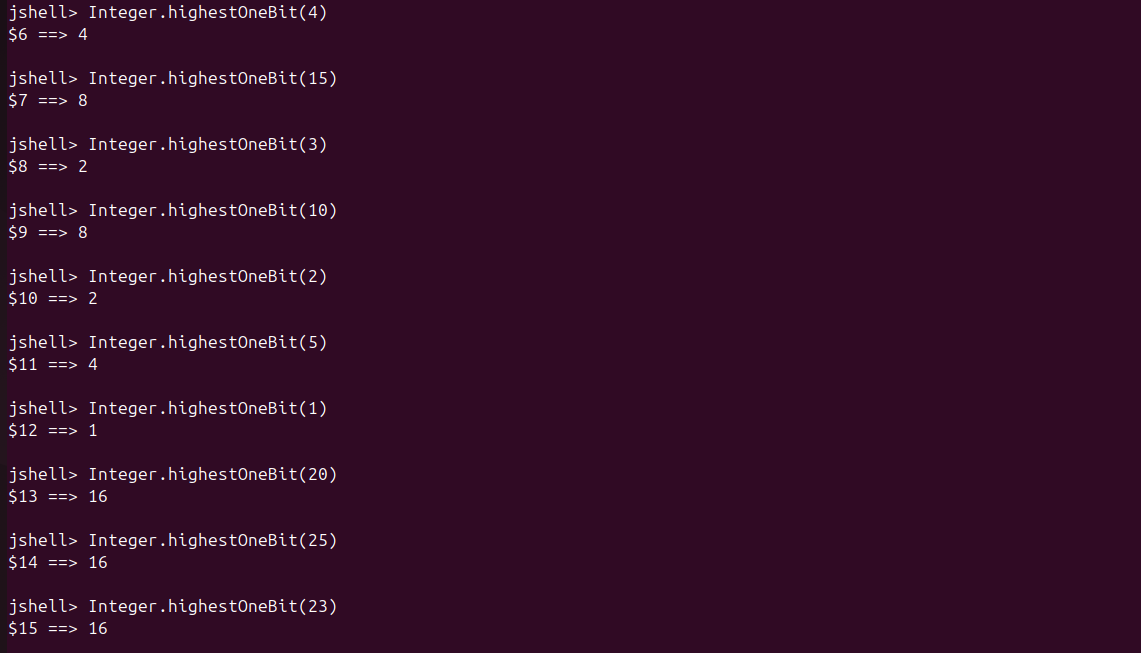 jshell> Integer.highestOneBit(4)
$6 ==> 4
jshell> Integer.highestOneBit(15)
$7 ==> 8
jshell> Integer.highestOneBit(3)
$8 ==> 2
jshell> Integer.highestOneBit(10)
$9 ==> 8
jshell> Integer.highestOneBit(2)
$10 ==> 2
jshell> Integer.highestOneBit(5)
$11 ==> 4
jshell> Integer.highestOneBit(1)
$12 ==> 1
jshell> Integer.highestOneBit(20)
$13 ==> 16
jshell> Integer.highestOneBit(25)
$14 ==> 16
jshell> Integer.highestOneBit(23)
$15 ==> 16